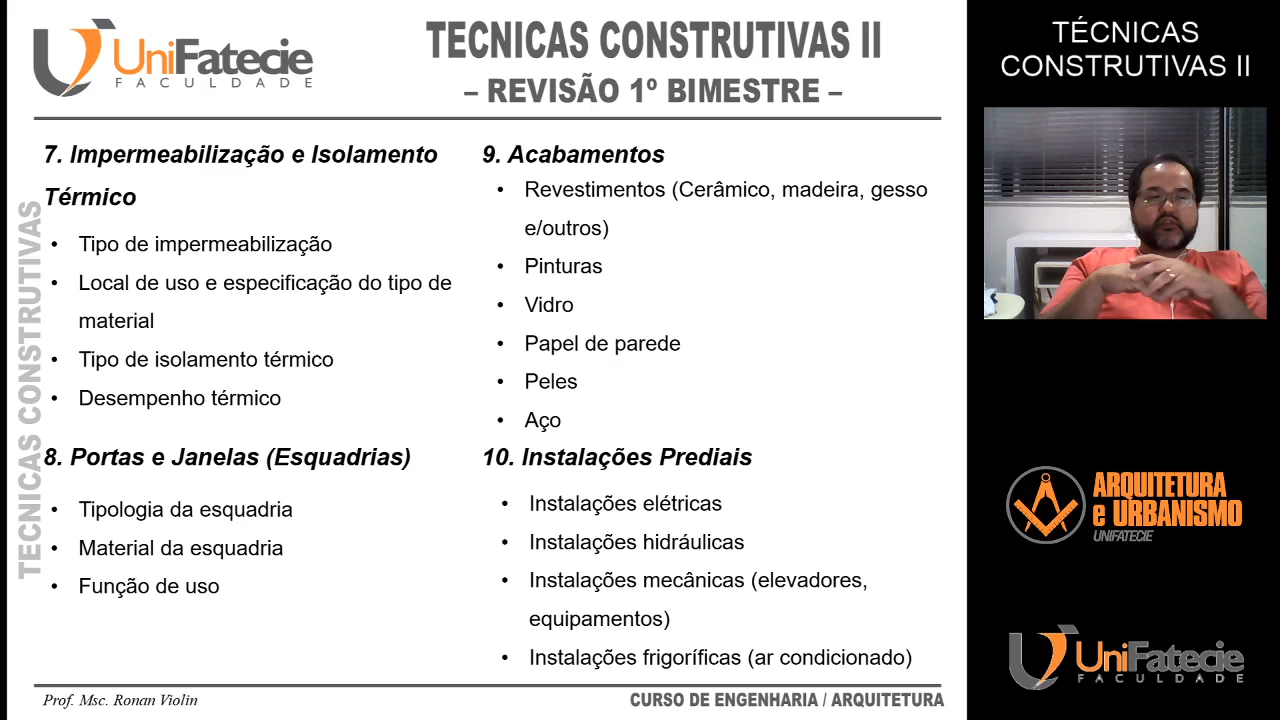 UniFatecie
FACULDADE
TECNICAS CONSTRUTIVAS II
– REVISÃO 1º BIMESTRE –
TECNICAS CONSTRUTIVAS
7. Impermeabilização e Isolamento
Térmico
• Tipo de impermeabilização
• Local de uso e especificação do tipo de
material
• Tipo de isolamento térmico
• Desempenho térmico
8. Portas e Janelas (Esquadrias)
• Tipologia da esquadria
• Material da esquadria
• Função de uso
9. Acabamentos
• Revestimentos (Cerâmico, madeira, gesso
e/outros)
• Pinturas
• Vidro
• Papel de parede
• Peles
• Aço
10. Instalações Prediais
• Instalações elétricas
• Instalações hidráulicas
• Instalações mecânicas (elevadores,
equipamentos)
• Instalações frigoríficas (ar condicionado)
Prof. Msc. Ronan Violin
CURSO DE ENGENHARIA / ARQUITETURA
TÉCNICAS
CONSTRUTIVAS II
ARQUITETURA
e URBANISMO
UNIFATECIE
UniFatecie
FACULDADE